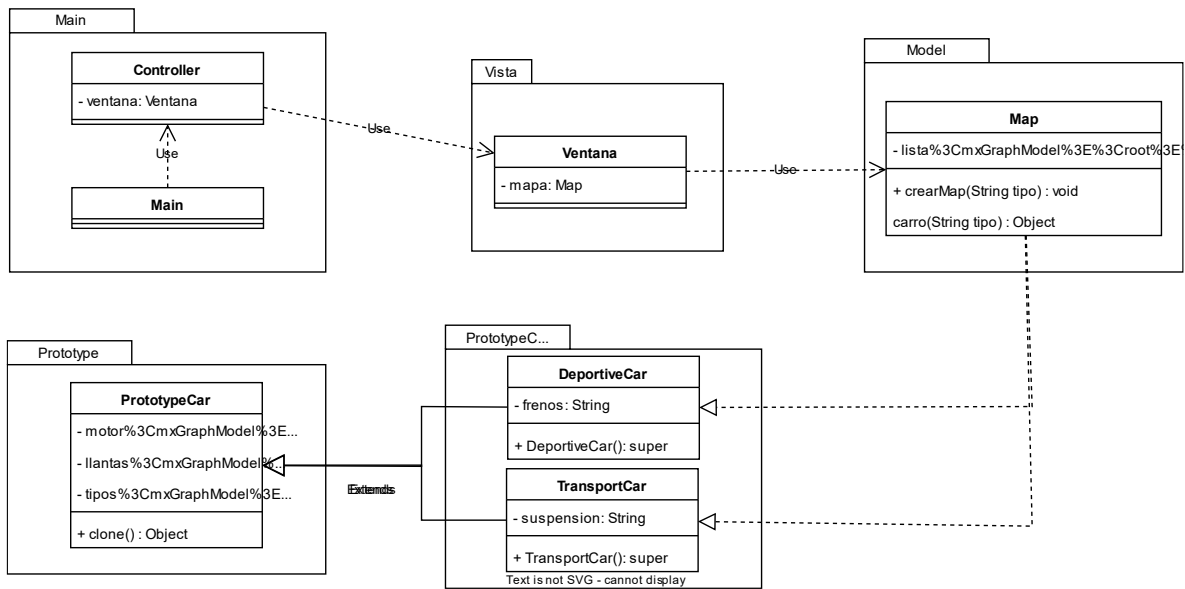 Main
Controller
- ventana: Ventana
Use
Main
Vista
Use
Ventana
- mapa: Map
Use
Model
Map
- lista%3CmxGraphModel%3E%3Croot%3E%
+ crearMap(String tipo) : void
carro(String tipo) : Object
Prototype
PrototypeCar
- motor%3CmxGraphModel%3E...
- llantas%3CmxGraphModel%...
- tipos%3CmxGraphModel%3E...
+ clone() : Object
Extends
Extends
PrototypeC...
DeportiveCar
- frenos: String
+ DeportiveCar(): super
TransportCar
- suspension: String
+ TransportCar(): super
Text is not SVG - cannot display